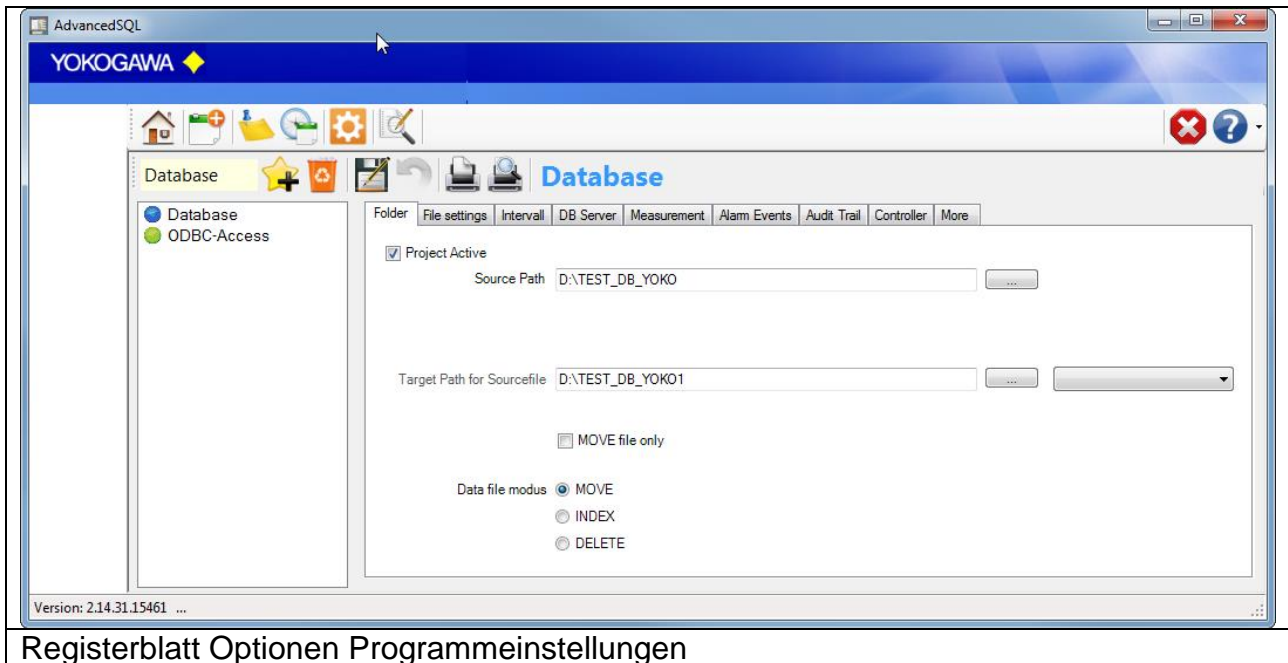 AdvancedSQL
YOKOGAWA
Database
Database
Database
ODBC-Access
Folder File settings Intervall DB Server Measurement Alarm Events Audit Trail Controller More
Project Active
Source Path D:\TEST_DB_YOKO ...
Target Path for Sourcefile D:\TEST_DB_YOKO1 ...
MOVE file only
Data file modus MOVE
INDEX
DELETE
Version: 2.14.31.15461 ...
Registerblatt Optionen Programmeinstellungen